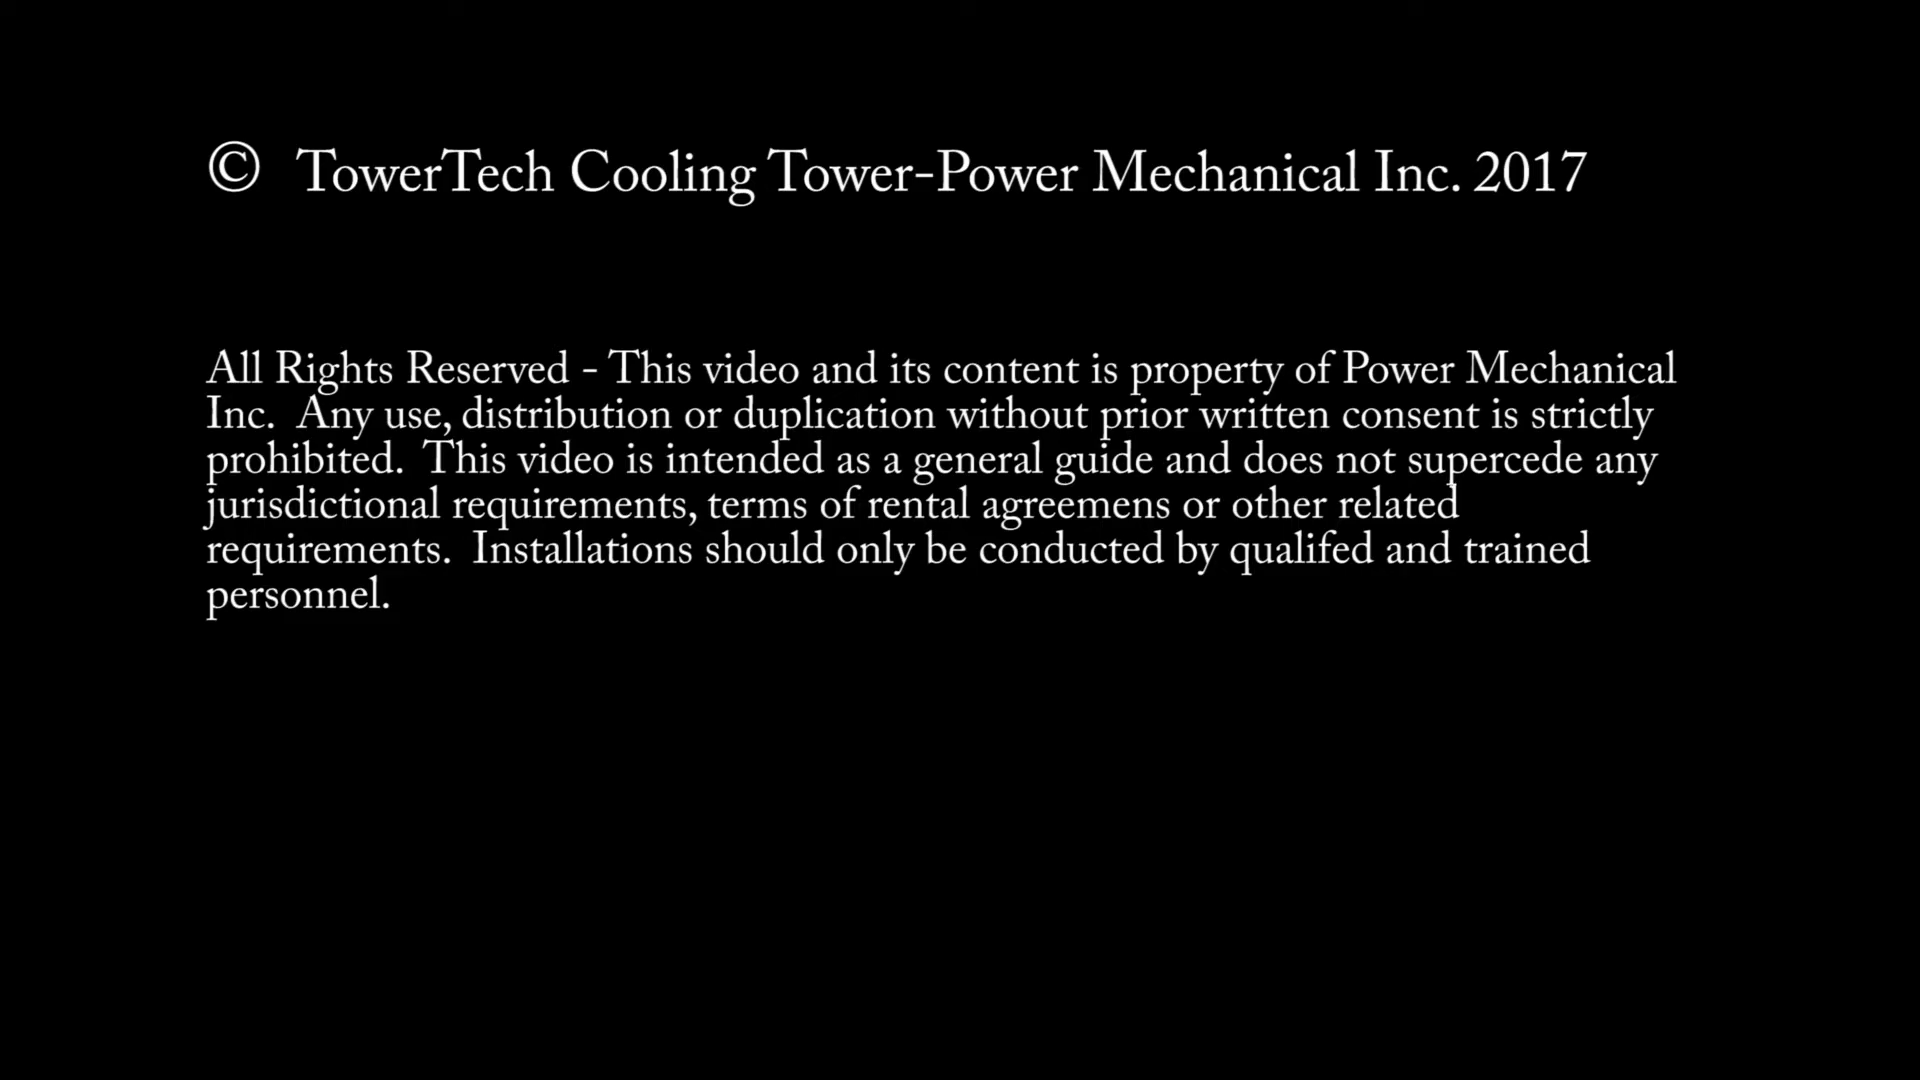 © TowerTech Cooling Tower-Power Mechanical Inc. 2017
All Rights Reserved - This video and its content is property of Power Mechanical
Inc.  Any use, distribution or duplication without prior written consent is strictly
prohibited.  This video is intended as a general guide and does not supercede any
jurisdictional requirements, terms of rental agreemens or other related
requirements.  Installations should only be conducted by qualifed and trained
personnel.